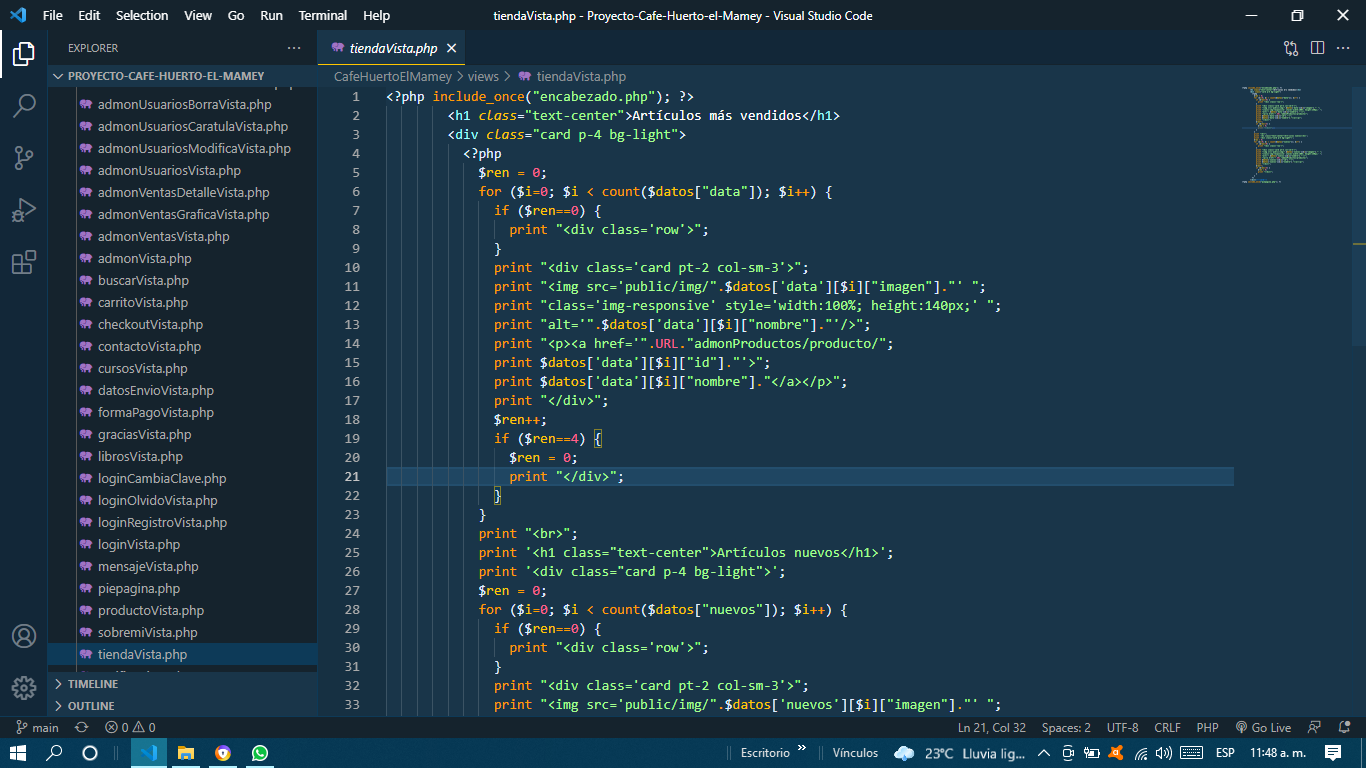 File Edit Selection View Go Run Terminal Help
tiendaVista.php - Proyecto-Cafe-Huerto-el-Mamey - Visual Studio Code
EXPLORER
PROYECTO-CAFE-HUERTO-EL-MAMEY
admonUsuariosBorraVista.php
admonUsuariosCaratulaVista.php
admonUsuariosModificaVista.php
admonUsuariosVista.php
admonVentasDetalleVista.php
admonVentasGraficaVista.php
admonVentasVista.php
admonVista.php
buscarVista.php
carritoVista.php
checkoutVista.php
contactoVista.php
cursosVista.php
datosEnvioVista.php
formaPagoVista.php
graciasVista.php
librosVista.php
loginCambiaClave.php
loginOlvidoVista.php
loginRegistroVista.php
loginVista.php
mensajeVista.php
piepagina.php
productoVista.php
sobremiVista.php
tiendaVista.php
TIMELINE
OUTLINE
tiendaVista.php
CafeHuertoElMamey > views > tiendaVista.php
1 <?php include_once("encabezado.php"); ?>
2 <h1 class="text-center">Artículos más vendidos</h1>
3 <div class="card p-4 bg-light">
4 <?php
5 $ren = 0;
6 for ($i=0; $i < count($datos["data"]); $i++) {
7 if ($ren==0) {
8 print "<div class='row'>";
9 }
10 print "<div class='card pt-2 col-sm-3'>";
11 print "<img src='public/img/".$datos['data'][$i]["imagen"]."' ";
12 print "class='img-responsive' style='width:100%; height:140px;' ";
13 print "alt='".$datos['data'][$i]["nombre"]."'/>";
14 print "<p><a href='".URL."admonProductos/producto/";
15 print $datos['data'][$i]["id"]."'>";
16 print $datos['data'][$i]["nombre"]."</a></p>";
17 print "</div>";
18 $ren++;
19 if ($ren==4) {
20 $ren = 0;
21 print "</div>";
22 }
23 }
24 print "<br>";
25 print '<h1 class="text-center">Artículos nuevos</h1>';
26 print '<div class="card p-4 bg-light">';
27 $ren = 0;
28 for ($i=0; $i < count($datos["nuevos"]); $i++) {
29 if ($ren==0) {
30 print "<div class='row'>";
31 }
32 print "<div class='card pt-2 col-sm-3'>";
33 print "<img src='public/img/".$datos['nuevos'][$i]["imagen"]."' ";
main 0 0 Ln 21, Col 32 Spaces: 2 UTF-8 CRLF PHP Go Live
Escritorio » Vínculos 23°C Lluvia lig... ESP 11:48 a. m.